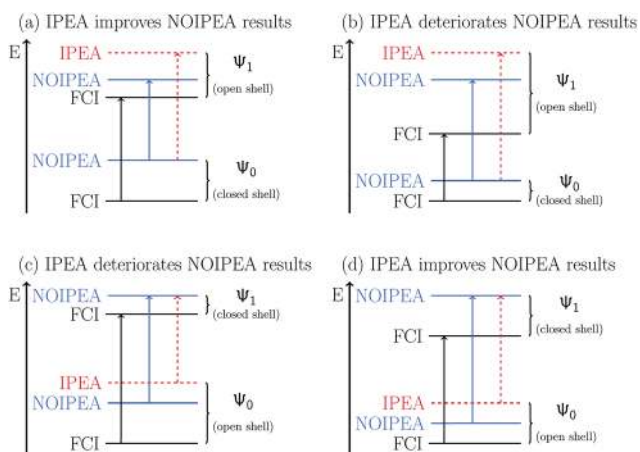 (a) IPEA improves NOIPEA results
E
IPEA
NOIPEA
FCI
Ψ₁
(open shell)
NOIPEA
FCI
Ψ₀
(closed shell)
(b) IPEA deteriorates NOIPEA results
E
IPEA
NOIPEA
FCI
Ψ₁
(open shell)
NOIPEA
FCI
Ψ₀
(closed shell)
(c) IPEA deteriorates NOIPEA results
E
NOIPEA
FCI
Ψ₁
(closed shell)
IPEA
NOIPEA
FCI
Ψ₀
(open shell)
(d) IPEA improves NOIPEA results
E
NOIPEA
FCI
Ψ₁
(closed shell)
IPEA
NOIPEA
FCI
Ψ₀
(open shell)